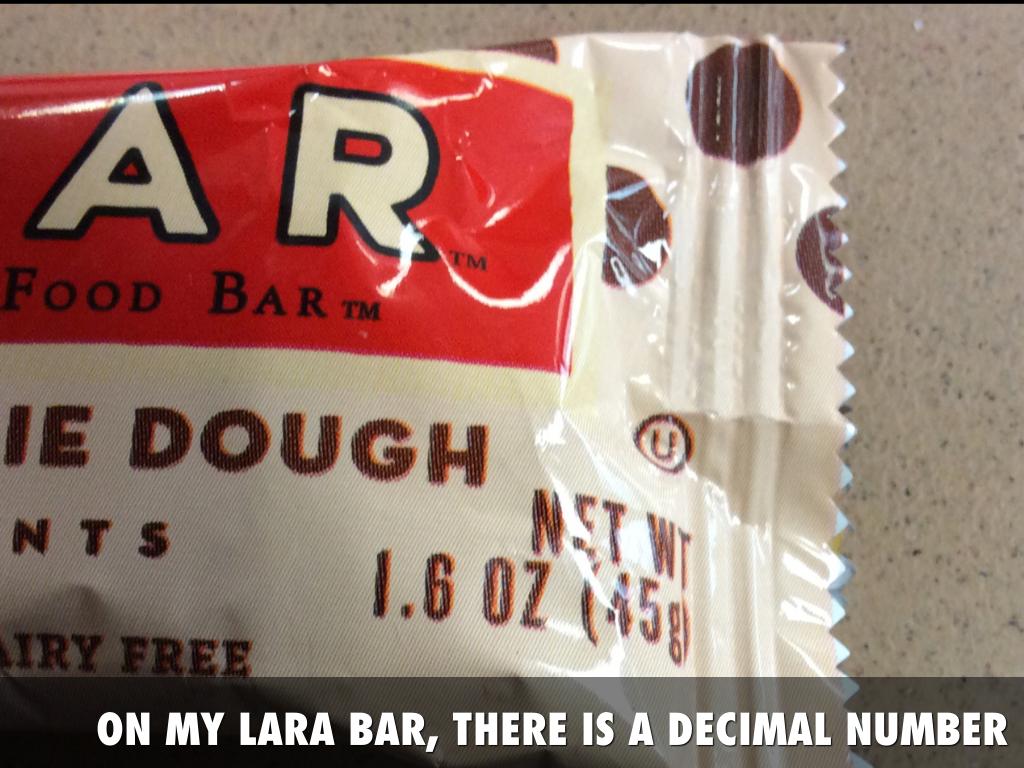 AR™
FOOD BAR™
IE DOUGH
U
NTS
NET WT
1.6 OZ (45g)
AIRY FREE
ON MY LARA BAR, THERE IS A DECIMAL NUMBER